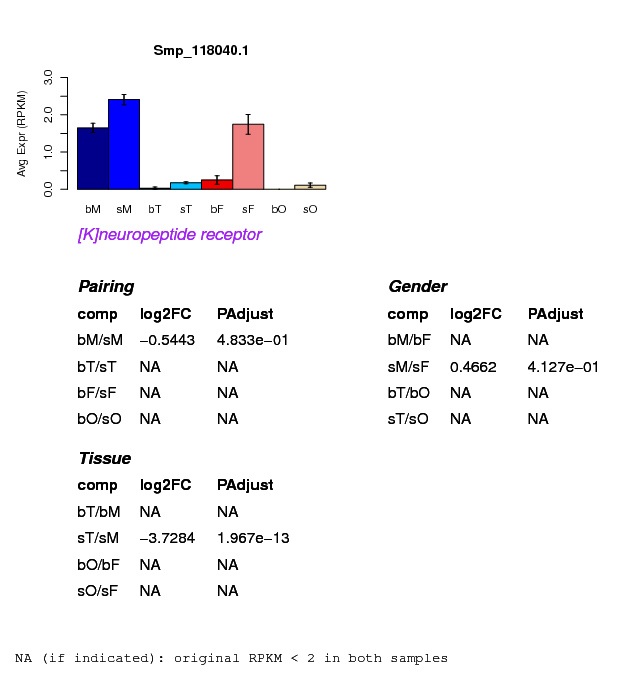 Smp_118040.1
Avg Expr (RPKM)
0.0 1.0 2.0 3.0
bM sM bT sT bF sF bO sO
[K]neuropeptide receptor
Pairing
comp log2FC PAdjust
bM/sM −0.5443 4.833e−01
bT/sT NA NA
bF/sF NA NA
bO/sO NA NA
Gender
comp log2FC PAdjust
bM/bF NA NA
sM/sF 0.4662 4.127e−01
bT/bO NA NA
sT/sO NA NA
Tissue
comp log2FC PAdjust
bT/bM NA NA
sT/sM −3.7284 1.967e−13
bO/bF NA NA
sO/sF NA NA
NA (if indicated): original RPKM < 2 in both samples